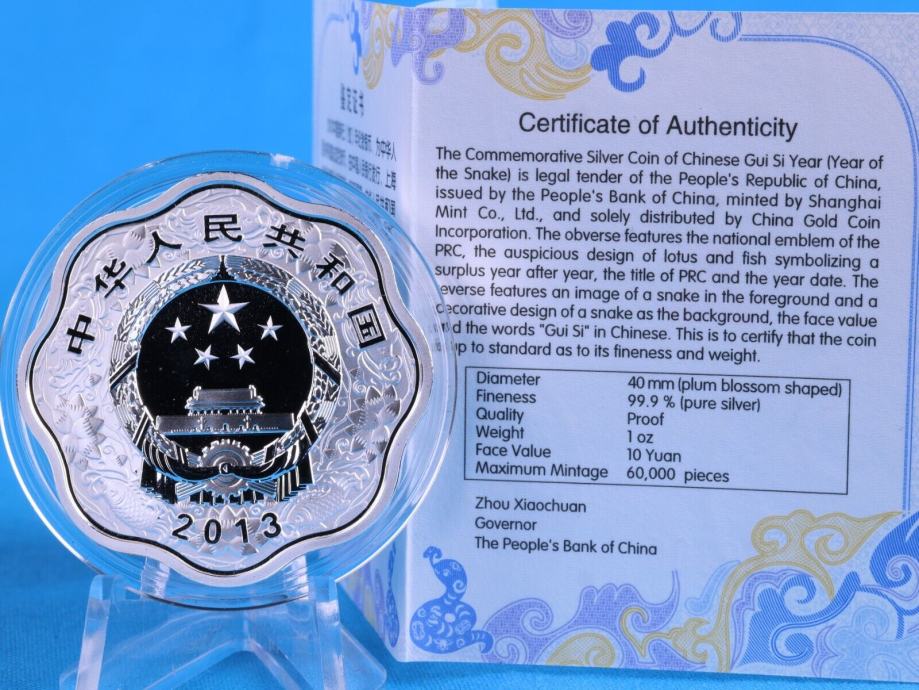 中华人民共和国
2013
鉴定证书
Certificate of Authenticity
The Commemorative Silver Coin of Chinese Gui Si Year (Year of
the Snake) is legal tender of the People's Republic of China,
issued by the People's Bank of China, minted by Shanghai
Mint Co., Ltd., and solely distributed by China Gold Coin
Incorporation. The obverse features the national emblem of the
PRC, the auspicious design of lotus and fish symbolizing a
surplus year after year, the title of PRC and the year date. The
everse features an image of a snake in the foreground and a
decorative design of a snake as the background, the face value
the words "Gui Si" in Chinese. This is to certify that the coin
up to standard as to its fineness and weight.
Diameter 40 mm (plum blossom shaped)
Fineness 99.9 % (pure silver)
Quality Proof
Weight 1 oz
Face Value 10 Yuan
Maximum Mintage 60,000 pieces
Zhou Xiaochuan
Governor
The People's Bank of China